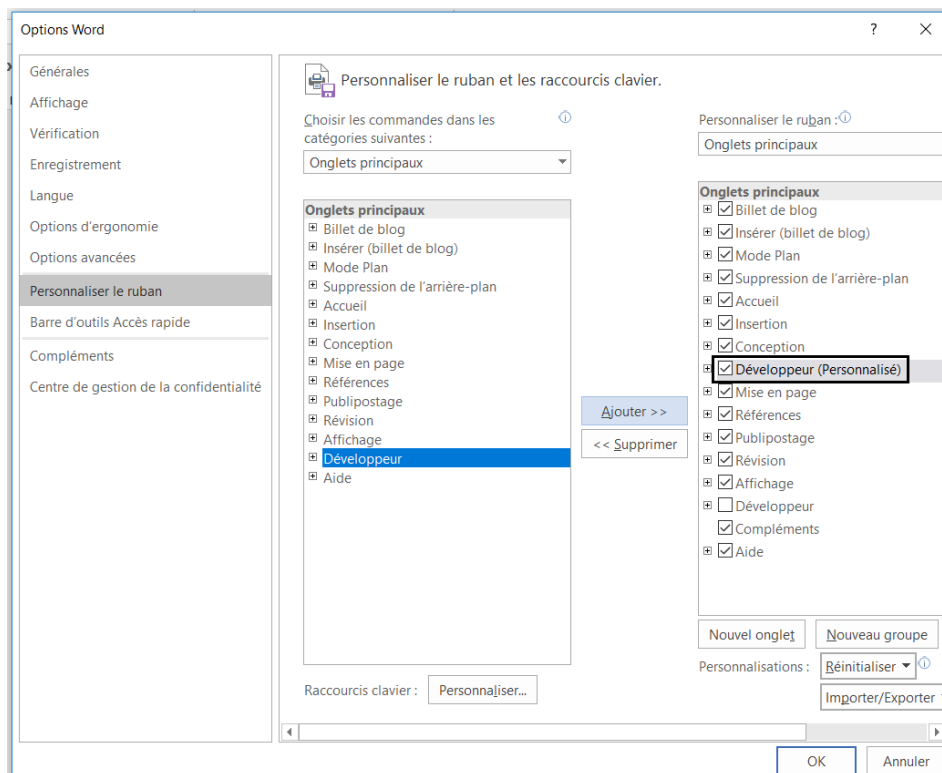 Options Word
?
Générales
Affichage
Vérification
Enregistrement
Langue
Options d'ergonomie
Options avancées
Personnaliser le ruban
Barre d'outils Accès rapide
Compléments
Centre de gestion de la confidentialité
Personnaliser le ruban et les raccourcis clavier.
Choisir les commandes dans les
catégories suivantes :
Onglets principaux
Onglets principaux
Billet de blog
Insérer (billet de blog)
Mode Plan
Suppression de l'arrière-plan
Accueil
Insertion
Conception
Mise en page
Références
Publipostage
Révision
Affichage
Développeur
Aide
Raccourcis clavier :
Personnaliser...
Ajouter >>
<< Supprimer
Personnaliser le ruban :
Onglets principaux
Onglets principaux
Billet de blog
Insérer (billet de blog)
Mode Plan
Suppression de l'arrière-plan
Accueil
Insertion
Conception
Développeur (Personnalisé)
Mise en page
Références
Publipostage
Révision
Affichage
Développeur
Compléments
Aide
Nouvel onglet
Nouveau groupe
Personnalisations :
Réinitialiser
Importer/Exporter
OK
Annuler